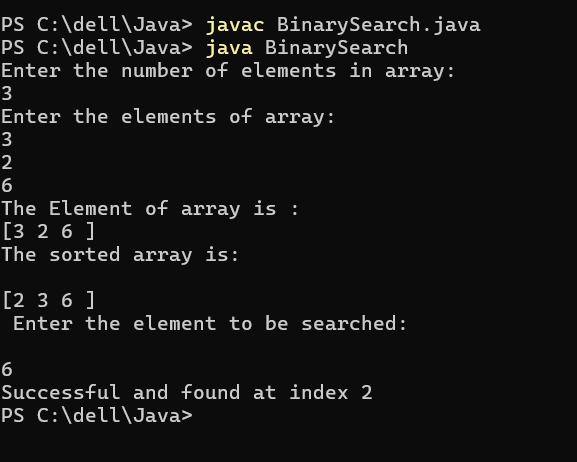 PS C:\dell\Java> javac BinarySearch.java
PS C:\dell\Java> java BinarySearch
Enter the number of elements in array:
3
Enter the elements of array:
3
2
6
The Element of array is :
[3 2 6 ]
The sorted array is:
[2 3 6 ]
 Enter the element to be searched:
6
Successful and found at index 2
PS C:\dell\Java>